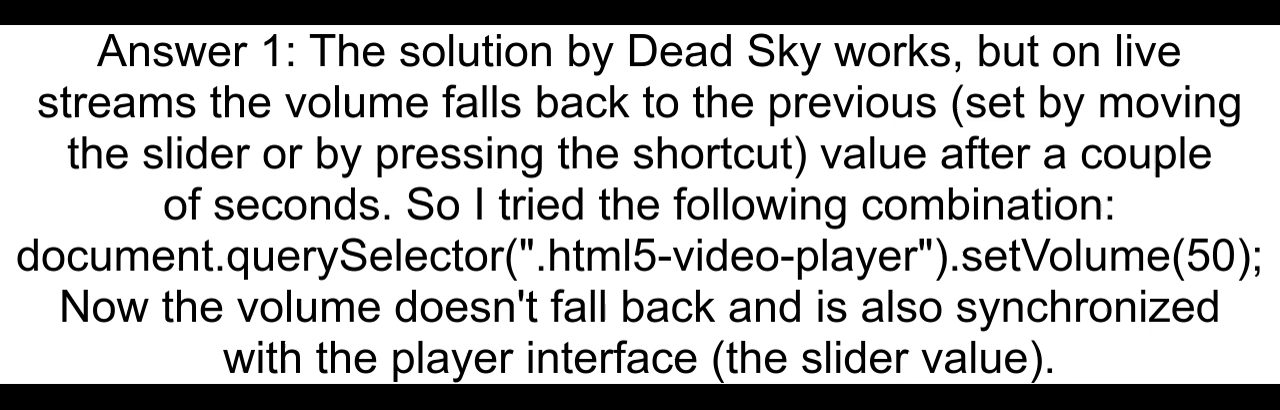 Answer 1: The solution by Dead Sky works, but on live
streams the volume falls back to the previous (set by moving
the slider or by pressing the shortcut) value after a couple
of seconds. So I tried the following combination:
document.querySelector(".html5-video-player").setVolume(50);
Now the volume doesn't fall back and is also synchronized
with the player interface (the slider value).